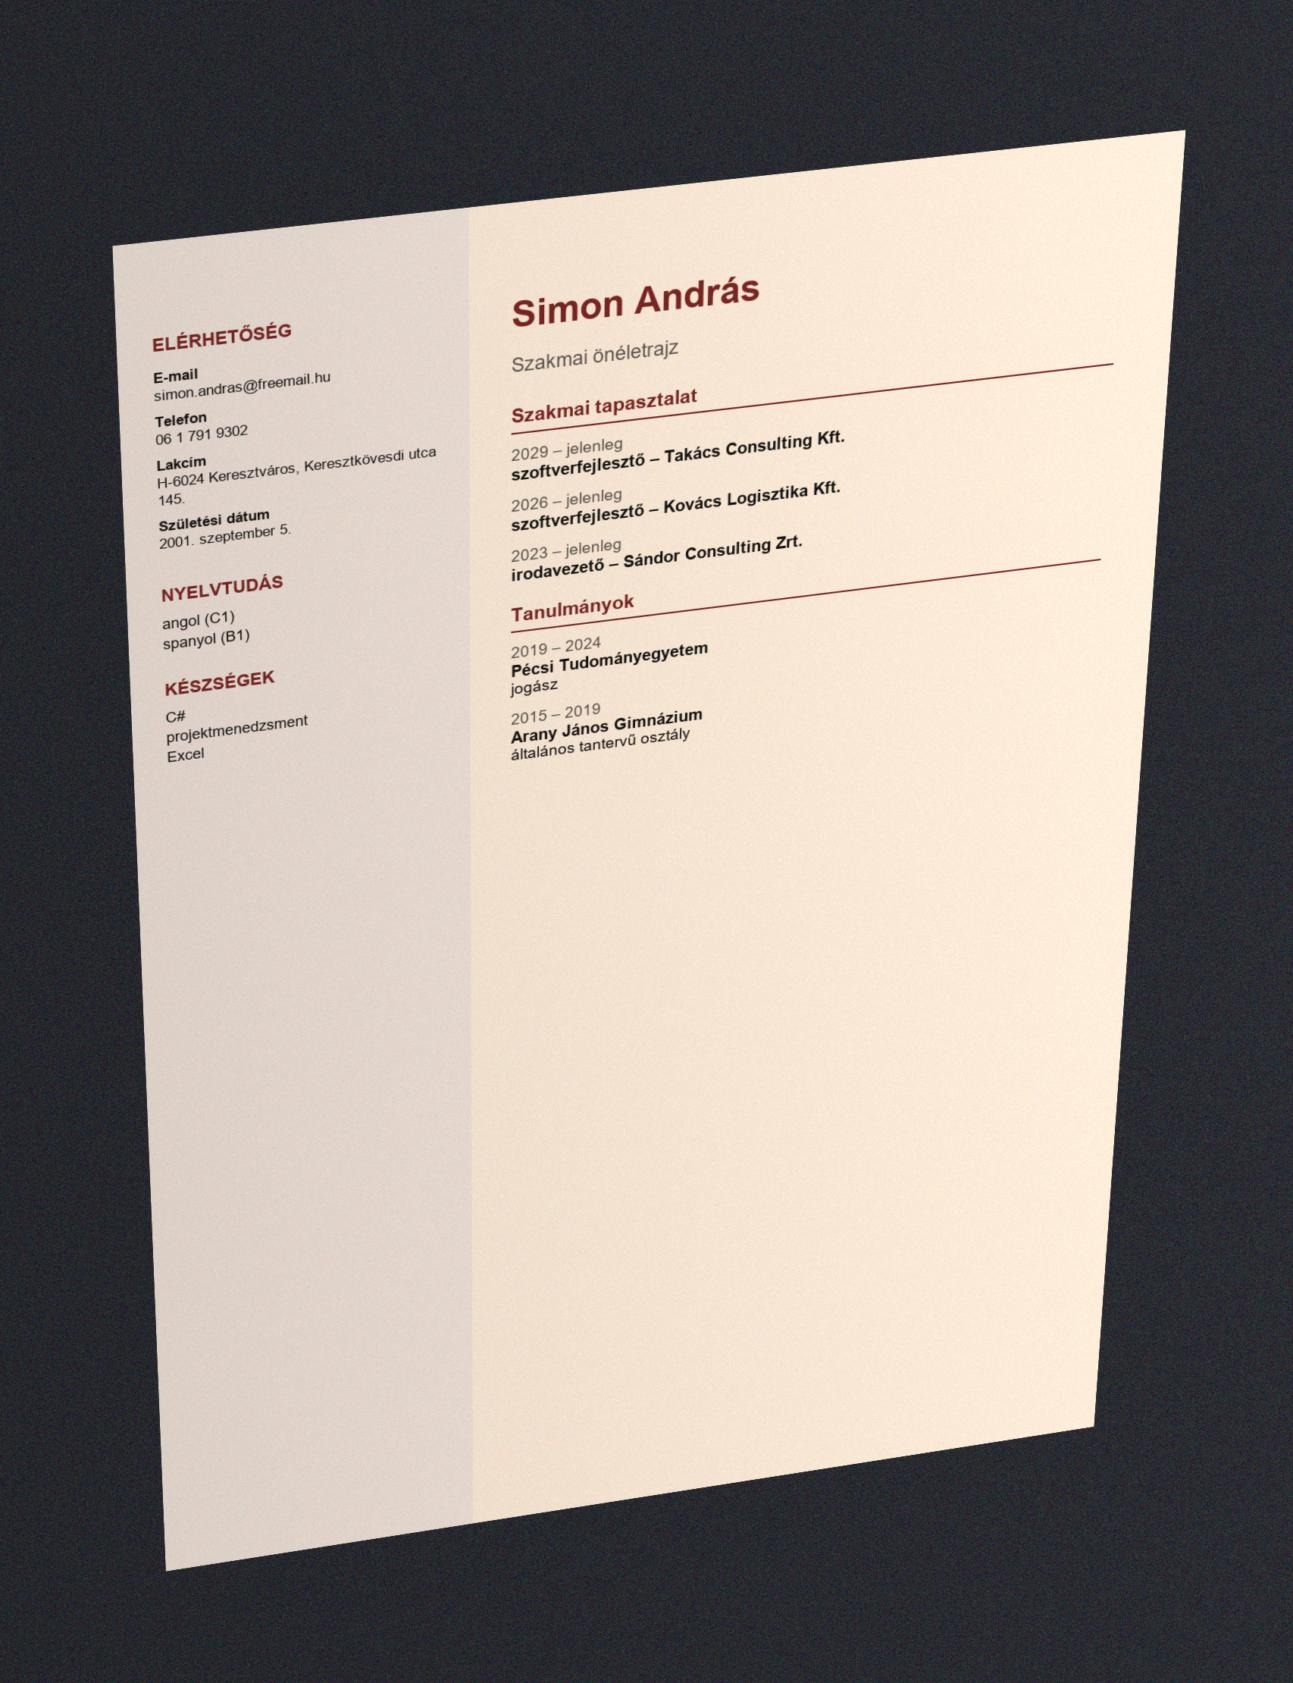 ELÉRHETŐSÉG
E-mail
simon.andras@freemail.hu
Telefon
06 1 791 9302
Lakcím
H-6024 Keresztváros, Keresztkövesdi utca
145.
Születési dátum
2001. szeptember 5.
NYELVTUDÁS
angol (C1)
spanyol (B1)
KÉSZSÉGEK
C#
projektmenedzsment
Excel
Simon András
Szakmai önéletrajz
Szakmai tapasztalat
2029 – jelenleg
szoftverfejlesztő – Takács Consulting Kft.
2026 – jelenleg
szoftverfejlesztő – Kovács Logisztika Kft.
2023 – jelenleg
irodavezető – Sándor Consulting Zrt.
Tanulmányok
2019 – 2024
Pécsi Tudományegyetem
jogász
2015 – 2019
Arany János Gimnázium
általános tantervű osztály